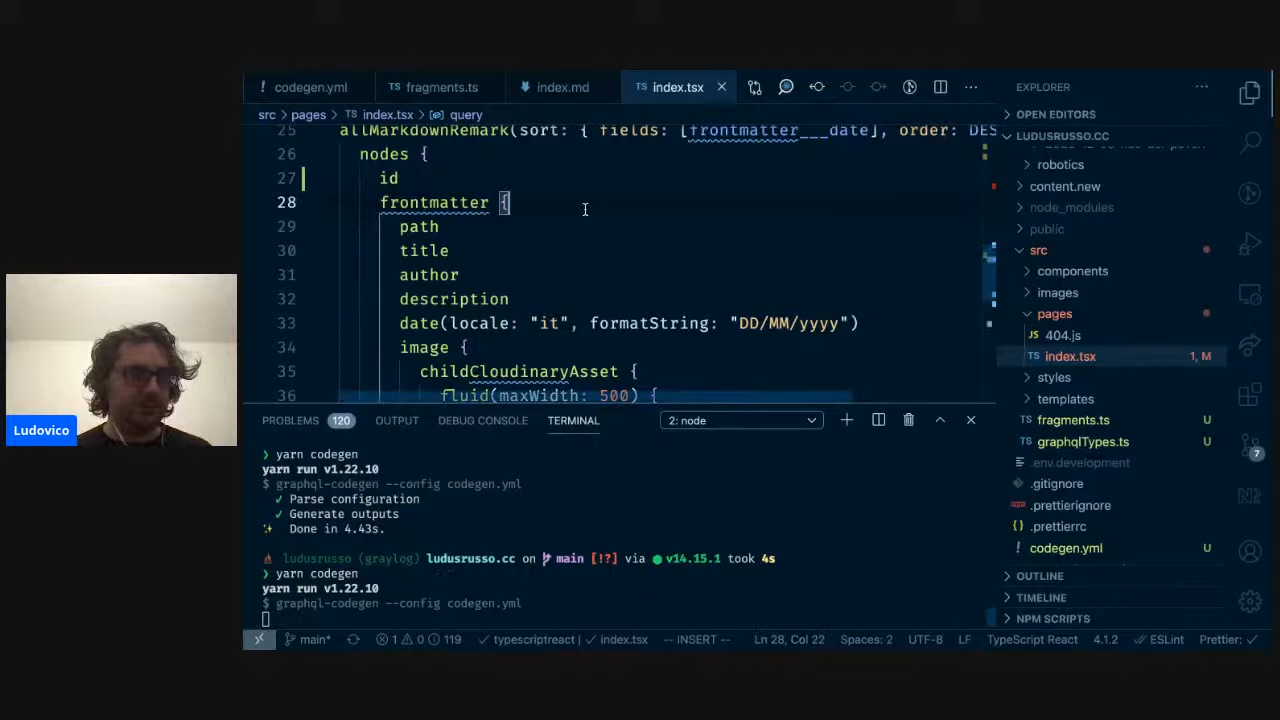 codegen.yml
TS fragments.ts
index.md
TS index.tsx
src > pages > TS index.tsx > query
25 allMarkdownRemark(sort: { fields: [frontmatter___date], order: DES
26 nodes {
27 id
28 frontmatter {
29 path
30 title
31 author
32 description
33 date(locale: "it", formatString: "DD/MM/yyyy")
34 image {
35 childCloudinaryAsset {
36 fluid(maxWidth: 500) {
PROBLEMS 120 OUTPUT DEBUG CONSOLE TERMINAL 2: node
❯ yarn codegen
yarn run v1.22.10
$ graphql-codegen --config codegen.yml
✓ Parse configuration
✓ Generate outputs
✨ Done in 4.43s.
ludusrusso (graylog) ludusrusso.cc on main [!?] via v14.15.1 took 4s
❯ yarn codegen
yarn run v1.22.10
$ graphql-codegen --config codegen.yml
EXPLORER
OPEN EDITORS
LUDUSRUSSO.CC
robotics
content.new
node_modules
public
src
components
images
pages
JS 404.js
TS index.tsx 1, M
styles
templates
TS fragments.ts U
TS graphqlTypes.ts U
.env.development
.gitignore
.prettierignore
{ } .prettierrc
! codegen.yml U
OUTLINE
TIMELINE
NPM SCRIPTS
7
main* 1 0 119 typescriptreact | index.tsx -- INSERT -- Ln 28, Col 22 Spaces: 2 UTF-8 LF TypeScript React 4.1.2 ESLint Prettier: ✓
Ludovico